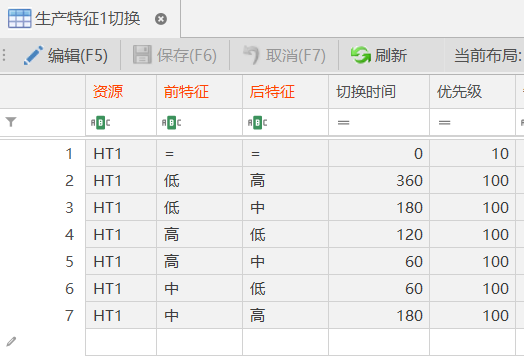 生产特征1切换
编辑(F5) 保存(F6) 取消(F7) 刷新 当前布局:
资源 前特征 后特征 切换时间 优先级
ABC ABC ABC = =
1 HT1 = = 0 10
2 HT1 低 高 360 100
3 HT1 低 中 180 100
4 HT1 高 低 120 100
5 HT1 高 中 60 100
6 HT1 中 低 60 100
7 HT1 中 高 180 100